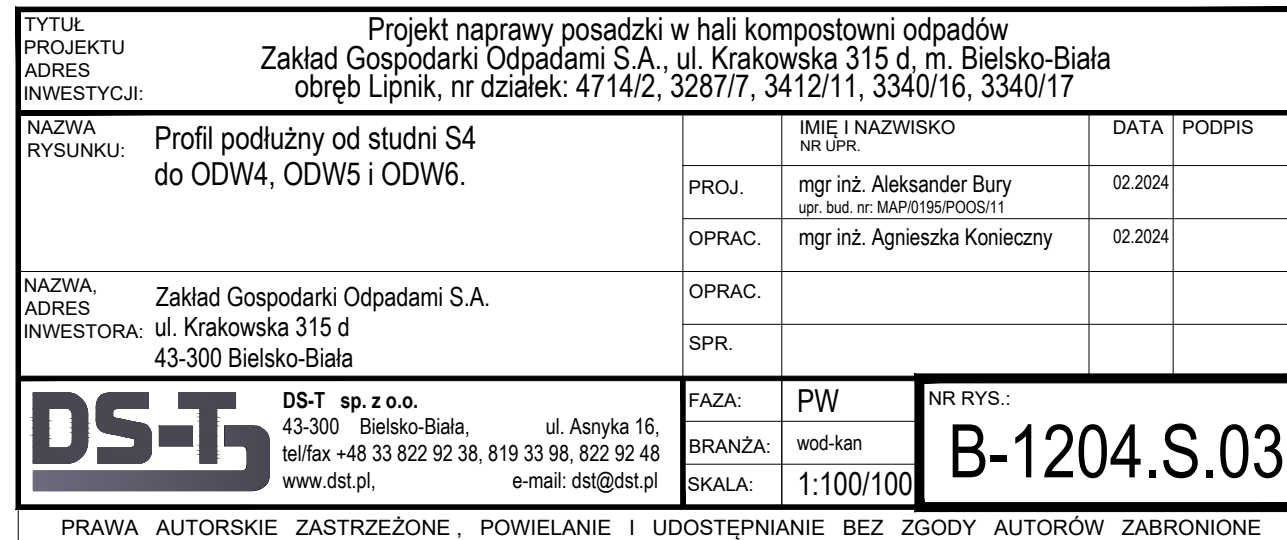 TYTUŁ
PROJEKTU
ADRES
INWESTYCJI:
Projekt naprawy posadzki w hali kompostowni odpadów
Zakład Gospodarki Odpadami S.A., ul. Krakowska 315 d, m. Bielsko-Biała
obręb Lipnik, nr działek: 4714/2, 3287/7, 3412/11, 3340/16, 3340/17
NAZWA
RYSUNKU:
Profil podłużny od studni S4
do ODW4, ODW5 i ODW6.
IMIĘ I NAZWISKO
NR UPR.
DATA
PODPIS
PROJ.
mgr inż. Aleksander Bury
upr. bud. nr: MAP/0195/POOS/11
02.2024
OPRAC.
mgr inż. Agnieszka Konieczny
02.2024
NAZWA,
ADRES
INWESTORA:
Zakład Gospodarki Odpadami S.A.
ul. Krakowska 315 d
43-300 Bielsko-Biała
OPRAC.
SPR.
DS-T
DS-T sp. z o.o.
43-300 Bielsko-Biała, ul. Asnyka 16,
tel/fax +48 33 822 92 38, 819 33 98, 822 92 48
www.dst.pl, e-mail: dst@dst.pl
FAZA:
PW
BRANŻA:
wod-kan
SKALA:
1:100/100
NR RYS.:
B-1204.S.03
PRAWA AUTORSKIE ZASTRZEŻONE , POWIELANIE I UDOSTĘPNIANIE BEZ ZGODY AUTORÓW ZABRONIONE